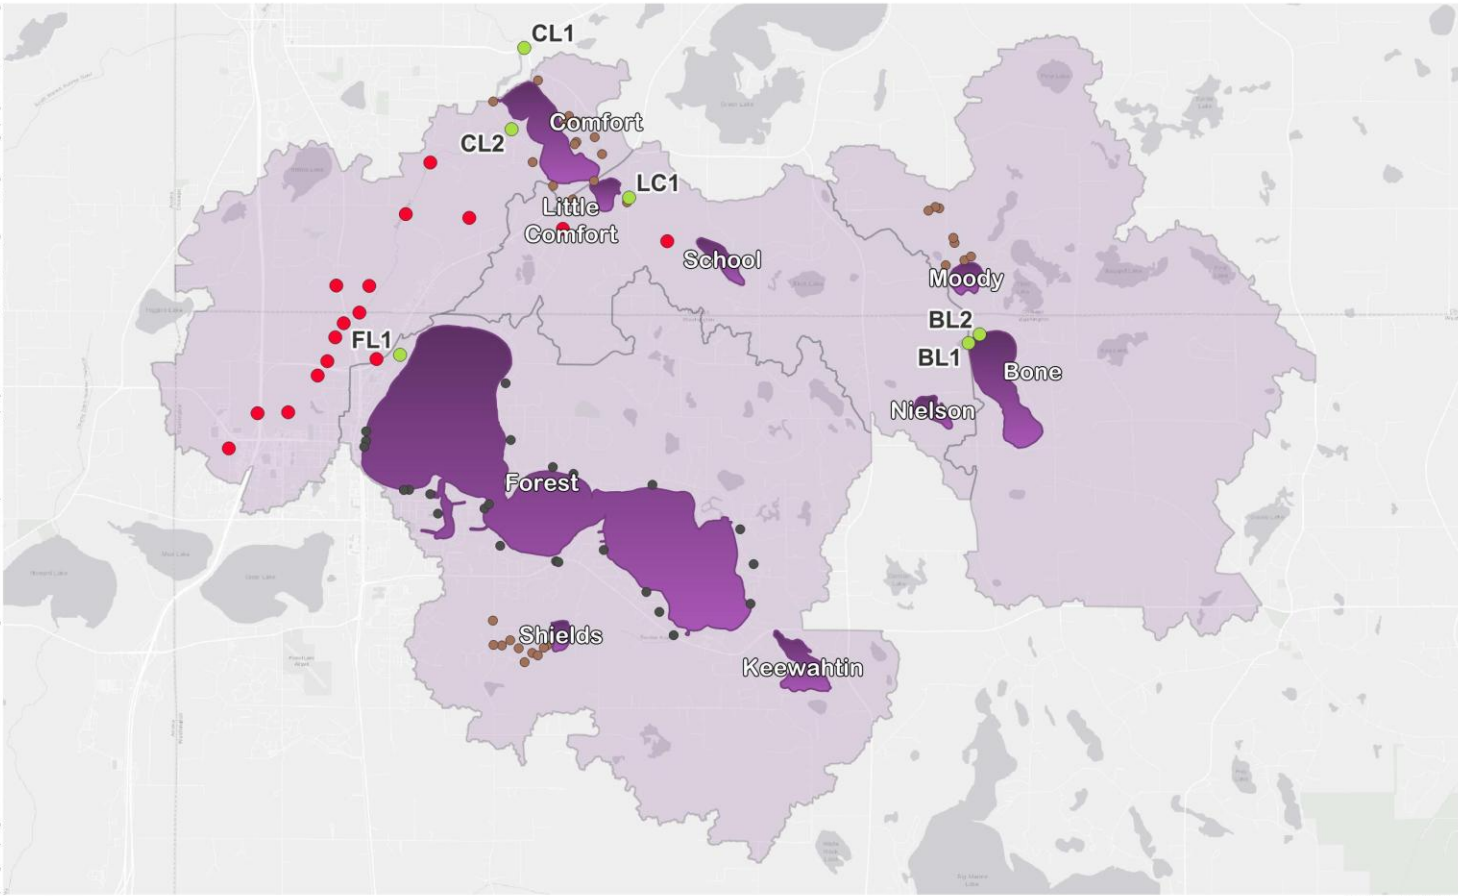 CL1
Comfort
CL2
LC1
Little
Comfort
School
Moody
BL2
FL1
BL1
Bone
Nielson
Forest
Shields
Keewahtin